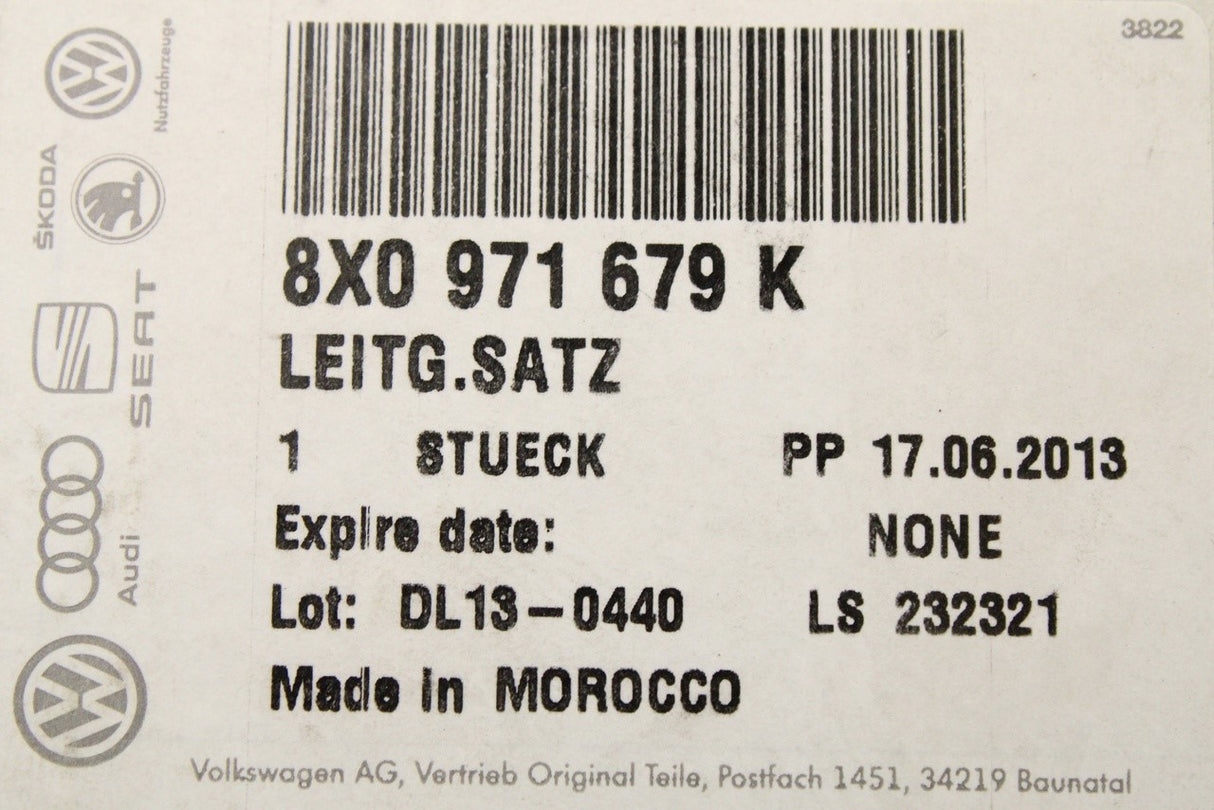 3822
Nutzfahrzeuge
ŠKODA
SEAT
Audi
8X0 971 679 K
LEITG.SATZ
1 STUECK PP 17.06.2013
Expire date: NONE
Lot: DL13-0440 LS 232321
Made in MOROCCO
Volkswagen AG, Vertrieb Original Teile, Postfach 1451, 34219 Baunatal